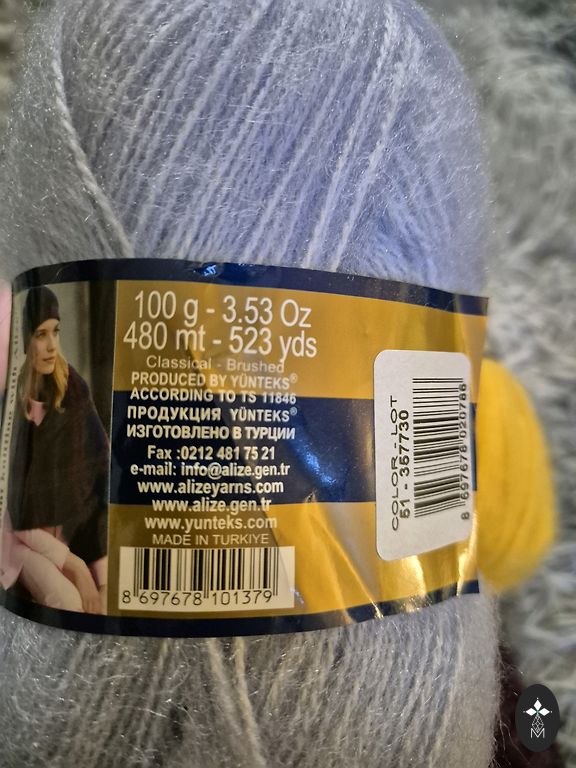 100 g - 3.53 Oz
480 mt - 523 yds
Classical - Brushed
PRODUCED BY YÜNTEKS®
ACCORDING TO TS 11846
ПРОДУКЦИЯ YÜNTEKS®
ИЗГОТОВЛЕНО В ТУРЦИИ
Fax :0212 481 75 21
e-mail: info@alize.gen.tr
www.alizeyarns.com
www.alize.gen.tr
www.yunteks.com
MADE IN TURKIYE
8 697678 101379
COLOR - LOT
51 - 357730
8 697678 020786
M